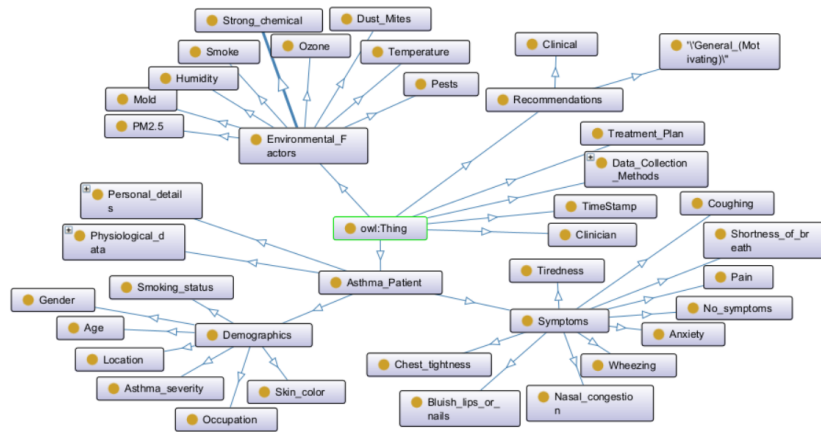 Strong_chemical
Dust_Mites
Smoke
Ozone
Temperature
Humidity
Pests
Mold
PM2.5
Environmental_F
actors
Clinical
"\'General_(Mot
ivating)\"
Recommendations
Treatment_Plan
Data_Collection
_Methods
TimeStamp
Clinician
owl:Thing
Personal_detail
s
Physiological_d
ata
Asthma_Patient
Smoking_status
Gender
Age
Demographics
Location
Asthma_severity
Skin_color
Occupation
Coughing
Shortness_of_br
eath
Tiredness
Pain
No_symptoms
Symptoms
Anxiety
Chest_tightness
Wheezing
Bluish_lips_or_
nails
Nasal_congestio
n